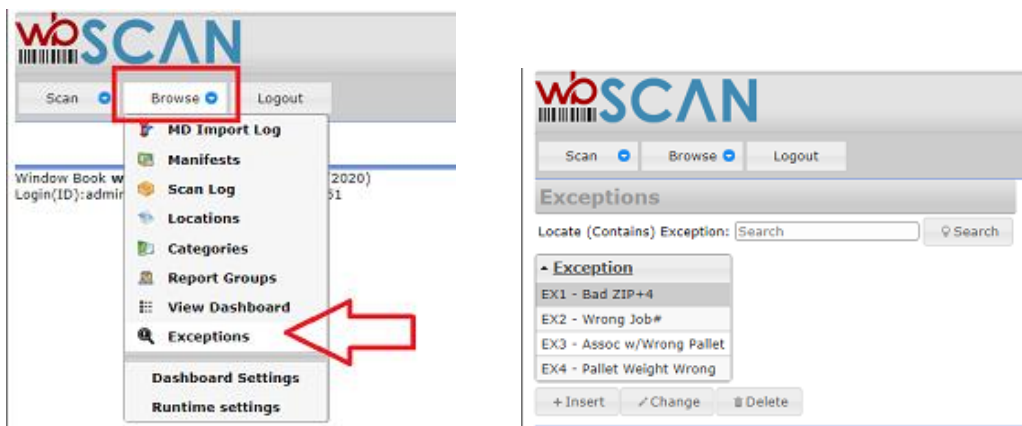 wbSCAN
Scan Browse Logout
MD Import Log
Manifests
Window Book w 2020)
Login(ID):admin 51
Scan Log
Locations
Categories
Report Groups
View Dashboard
Exceptions
Dashboard Settings
Runtime settings
wbSCAN
Scan Browse Logout
Exceptions
Locate (Contains) Exception: Search Search
Exception
EX1 - Bad ZIP+4
EX2 - Wrong Job#
EX3 - Assoc w/Wrong Pallet
EX4 - Pallet Weight Wrong
+Insert Change Delete